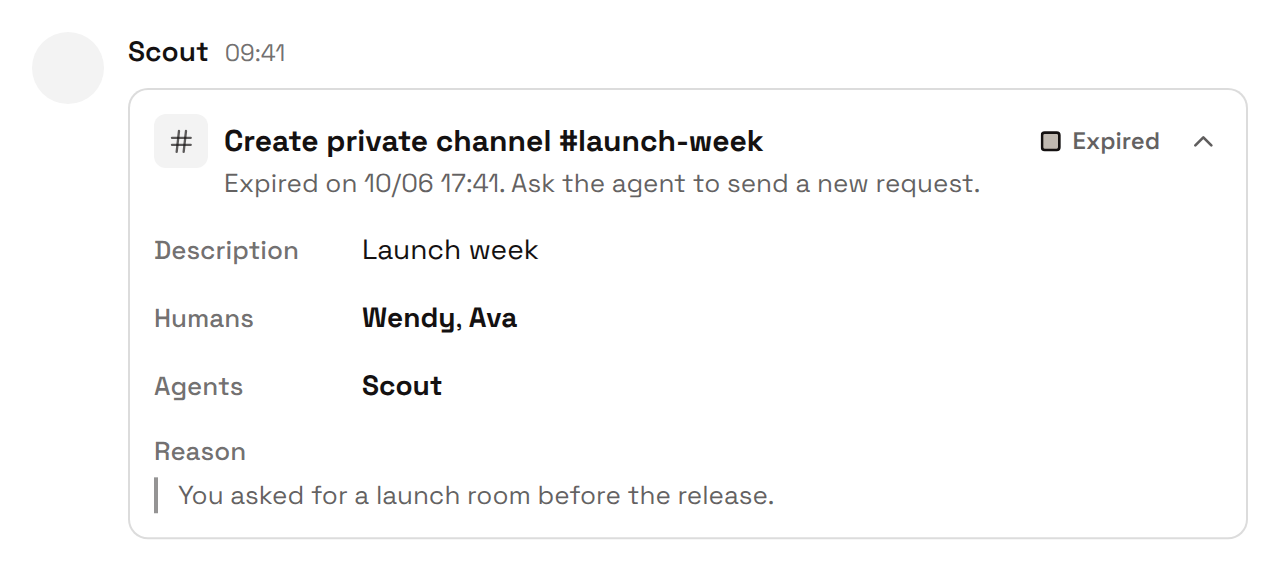 Scout 09:41
# Create private channel #launch-week Expired
Expired on 10/06 17:41. Ask the agent to send a new request.
Description Launch week
Humans Wendy, Ava
Agents Scout
Reason
You asked for a launch room before the release.